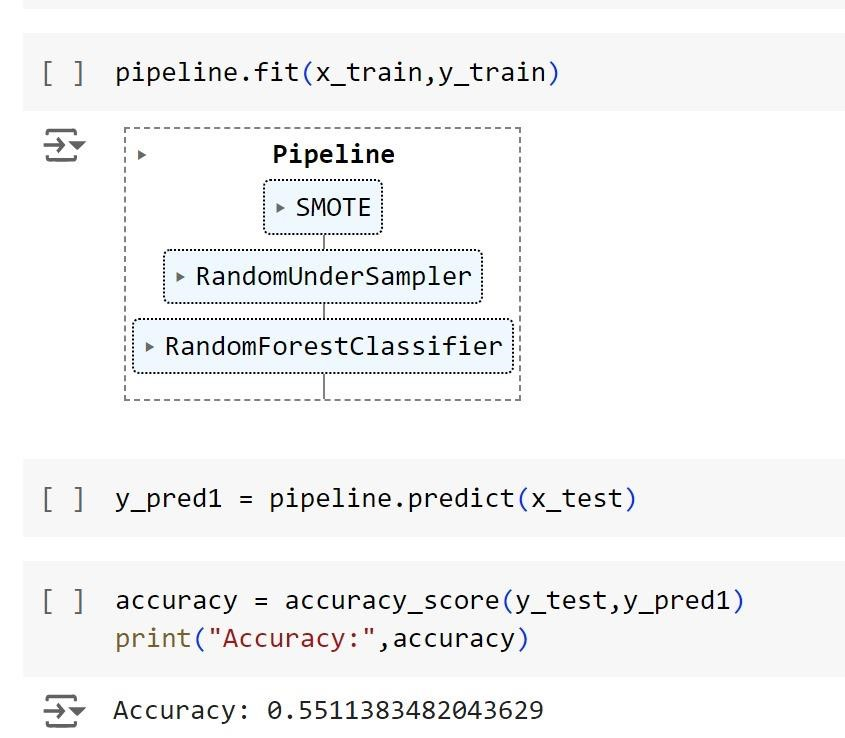 [ ] pipeline.fit(x_train,y_train)
Pipeline
SMOTE
RandomUnderSampler
RandomForestClassifier
[ ] y_pred1 = pipeline.predict(x_test)
[ ] accuracy = accuracy_score(y_test,y_pred1)
print("Accuracy:",accuracy)
Accuracy: 0.5511383482043629